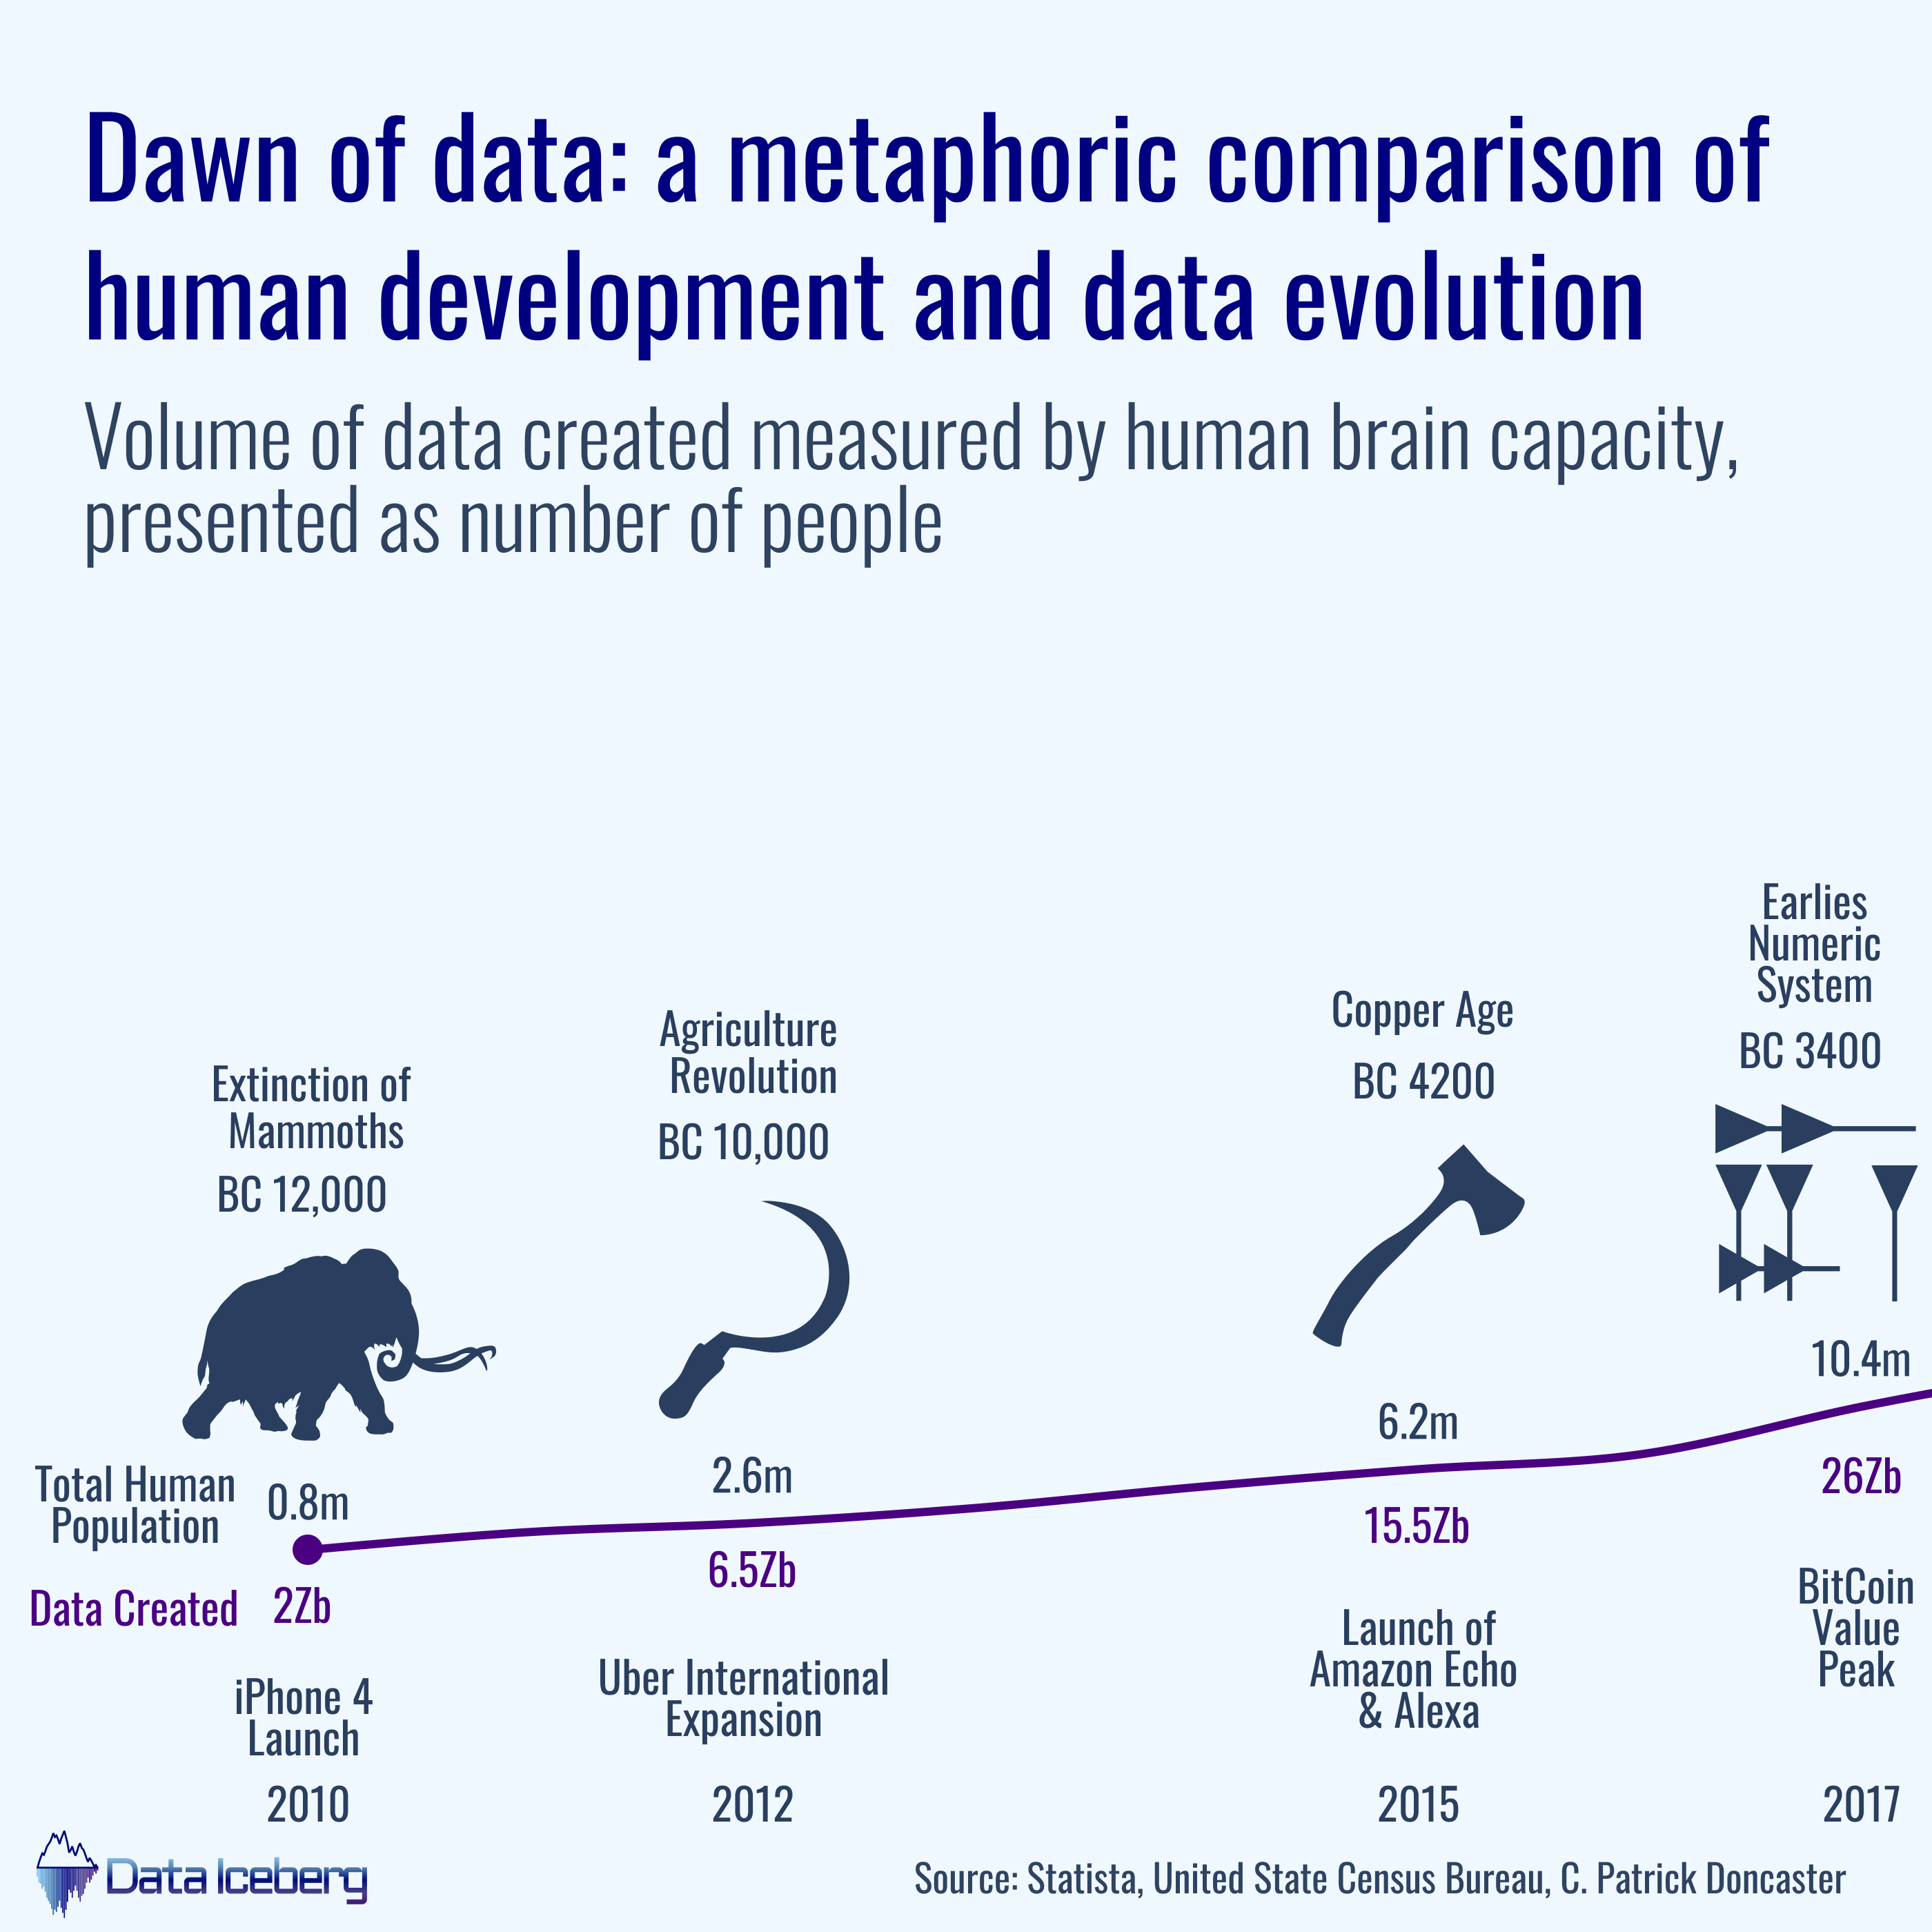 Dawn of data: a metaphoric comparison of
human development and data evolution
Volume of data created measured by human brain capacity,
presented as number of people
Extinction of
Mammoths
BC 12,000
Agriculture
Revolution
BC 10,000
Copper Age
BC 4200
Earlies
Numeric
System
BC 3400
Total Human
Population
0.8m
2.6m
6.2m
10.4m
Data Created
2Zb
6.5Zb
15.5Zb
26Zb
iPhone 4
Launch
2010
Uber International
Expansion
2012
Launch of
Amazon Echo
& Alexa
2015
BitCoin
Value
Peak
2017
Data Iceberg
Source: Statista, United State Census Bureau, C. Patrick Doncaster